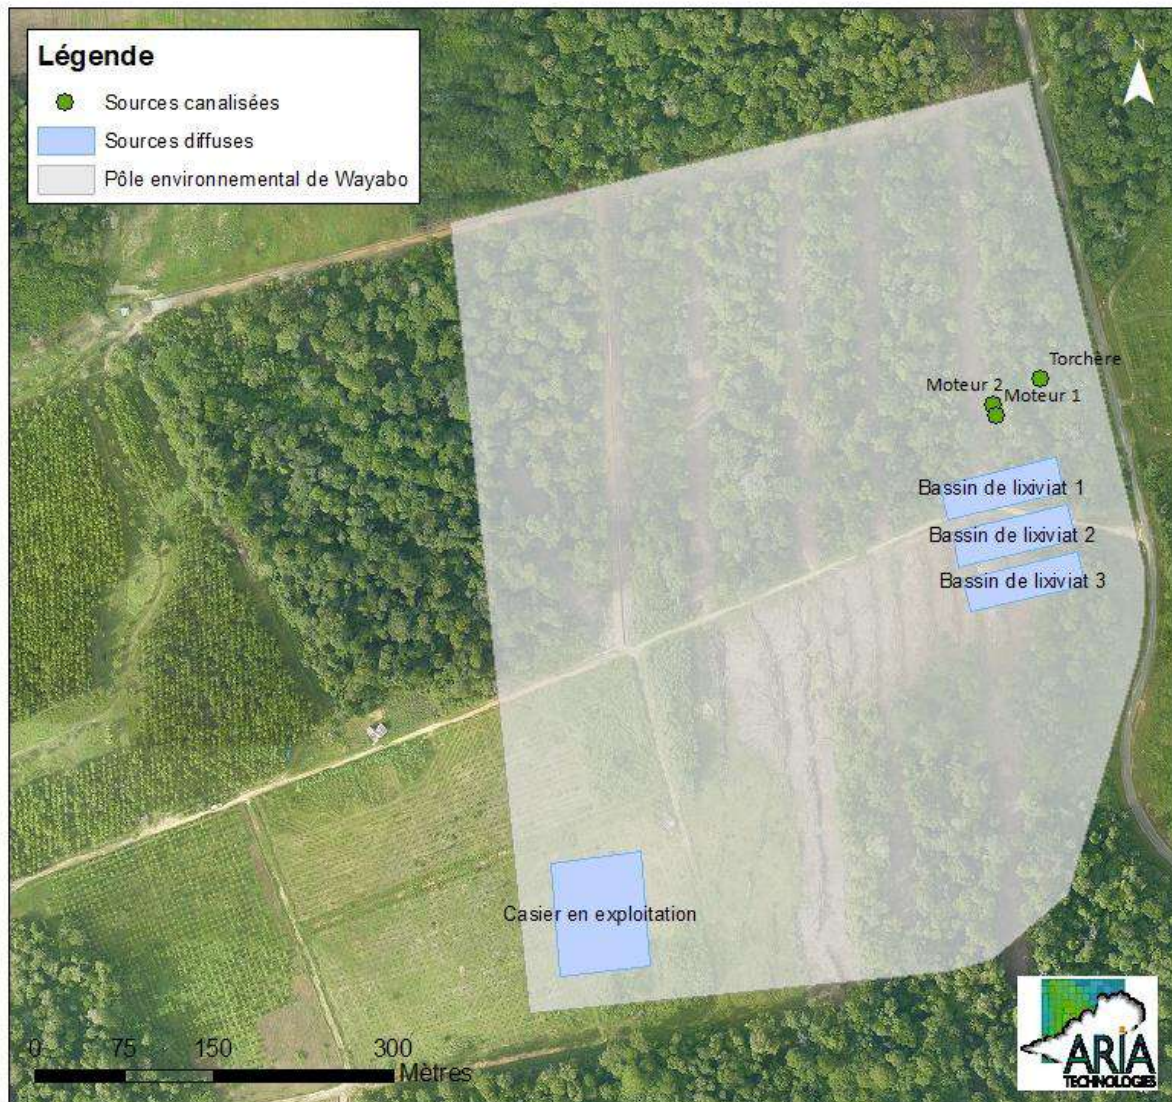 Légende
Sources canalisées
Sources diffuses
Pôle environnemental de Wayabo
N
Torchère
Moteur 2
Moteur 1
Bassin de lixiviat 1
Bassin de lixiviat 2
Bassin de lixiviat 3
Casier en exploitation
0 75 150 300
Mètres
ARIA
TECHNOLOGIES